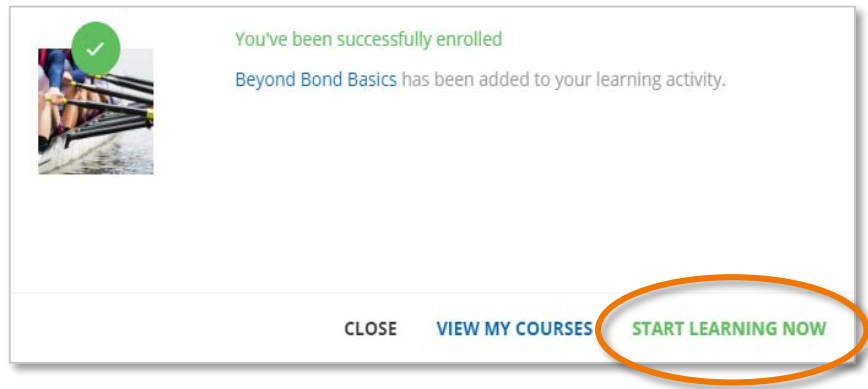 You've been successfully enrolled
Beyond Bond Basics has been added to your learning activity.
CLOSE VIEW MY COURSES START LEARNING NOW